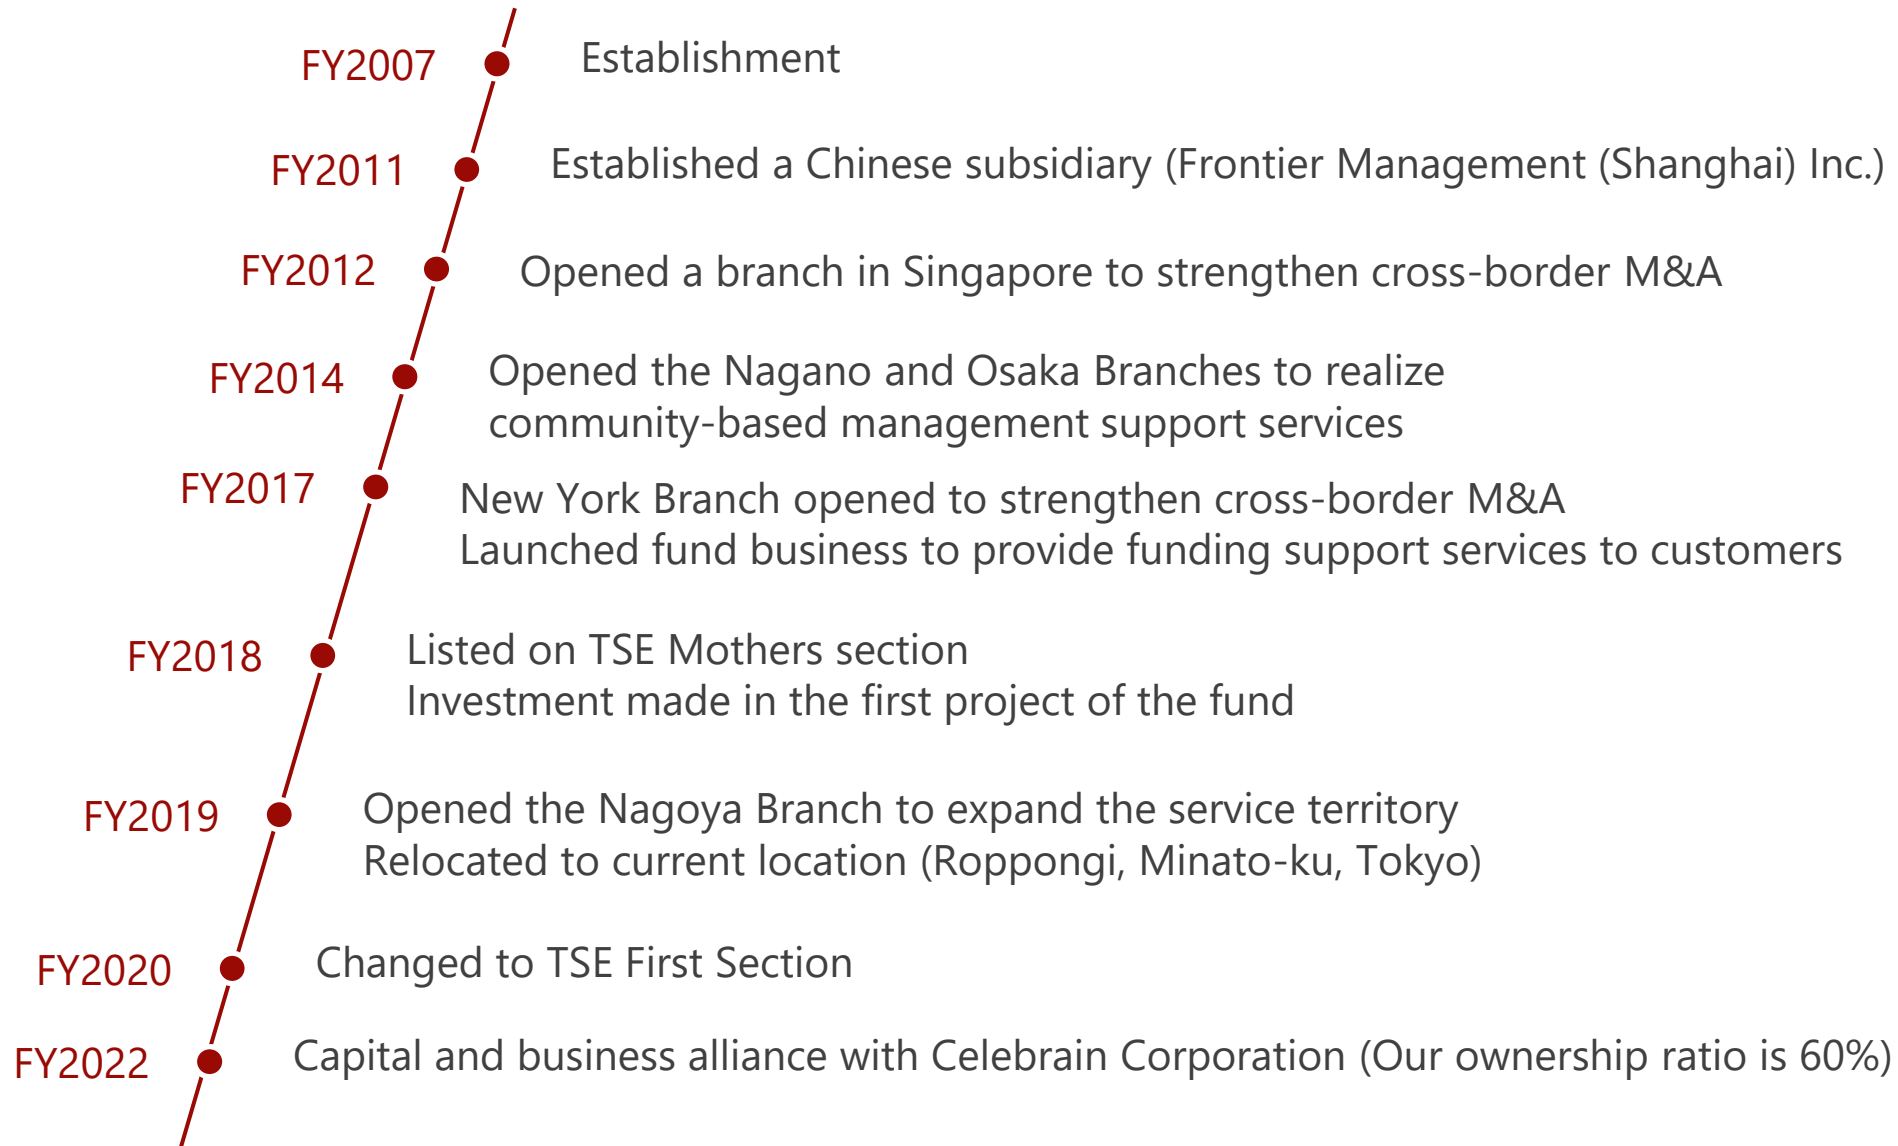 FY2007
Establishment
FY2011
Established a Chinese subsidiary (Frontier Management (Shanghai) Inc.)
FY2012
Opened a branch in Singapore to strengthen cross-border M&A
FY2014
Opened the Nagano and Osaka Branches to realize
community-based management support services
FY2017
New York Branch opened to strengthen cross-border M&A
Launched fund business to provide funding support services to customers
FY2018
Listed on TSE Mothers section
Investment made in the first project of the fund
FY2019
Opened the Nagoya Branch to expand the service territory
Relocated to current location (Roppongi, Minato-ku, Tokyo)
FY2020
Changed to TSE First Section
FY2022
Capital and business alliance with Celebrain Corporation (Our ownership ratio is 60%)